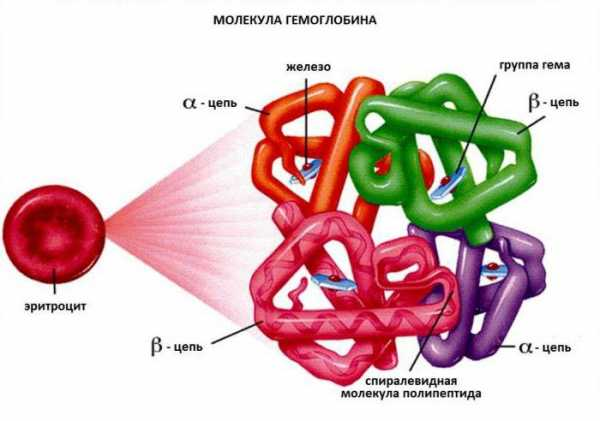 МОЛЕКУЛА ГЕМОГЛОБИНА
железо
группа гема
α - цепь
β - цепь
эритроцит
β - цепь
α - цепь
спиралевидная
молекула полипептида